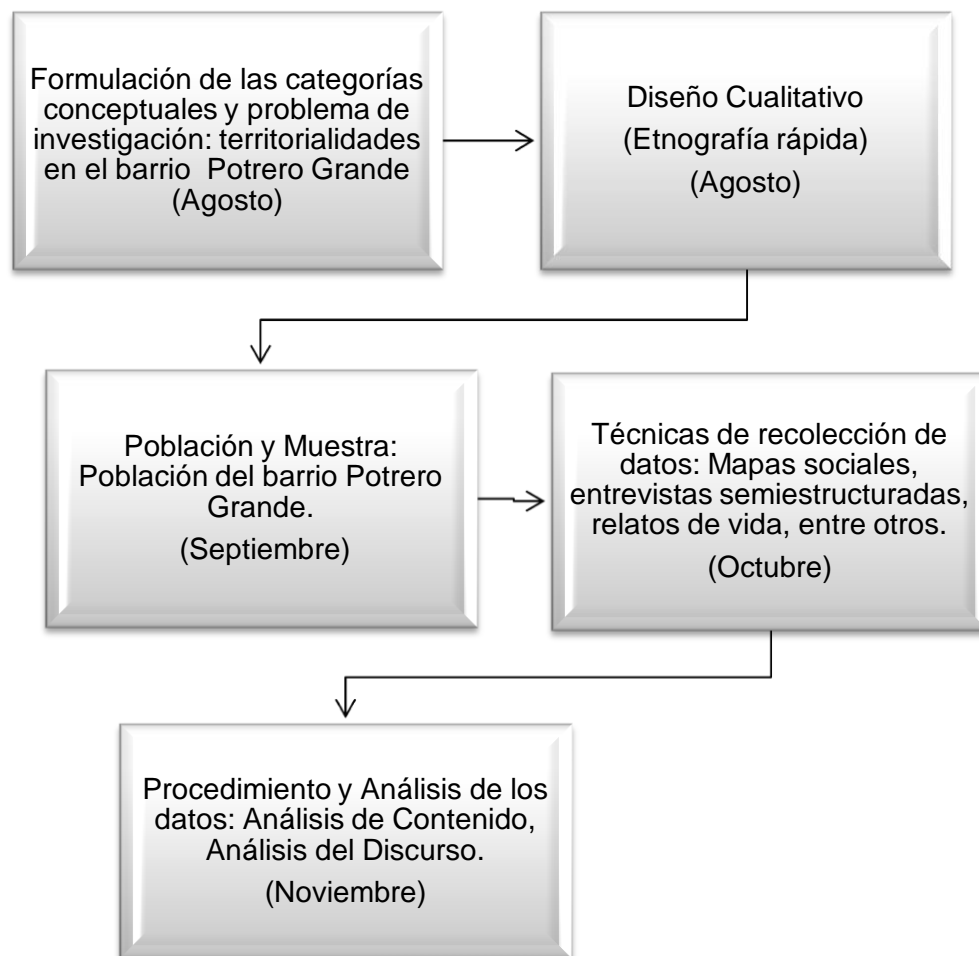 Formulación de las categorías
conceptuales y problema de
investigación: territorialidades
en el barrio Potrero Grande
(Agosto)
Diseño Cualitativo
(Etnografía rápida)
(Agosto)
Población y Muestra:
Población del barrio Potrero
Grande.
(Septiembre)
Técnicas de recolección de
datos: Mapas sociales,
entrevistas semiestructuradas,
relatos de vida, entre otros.
(Octubre)
Procedimiento y Análisis de los
datos: Análisis de Contenido,
Análisis del Discurso.
(Noviembre)